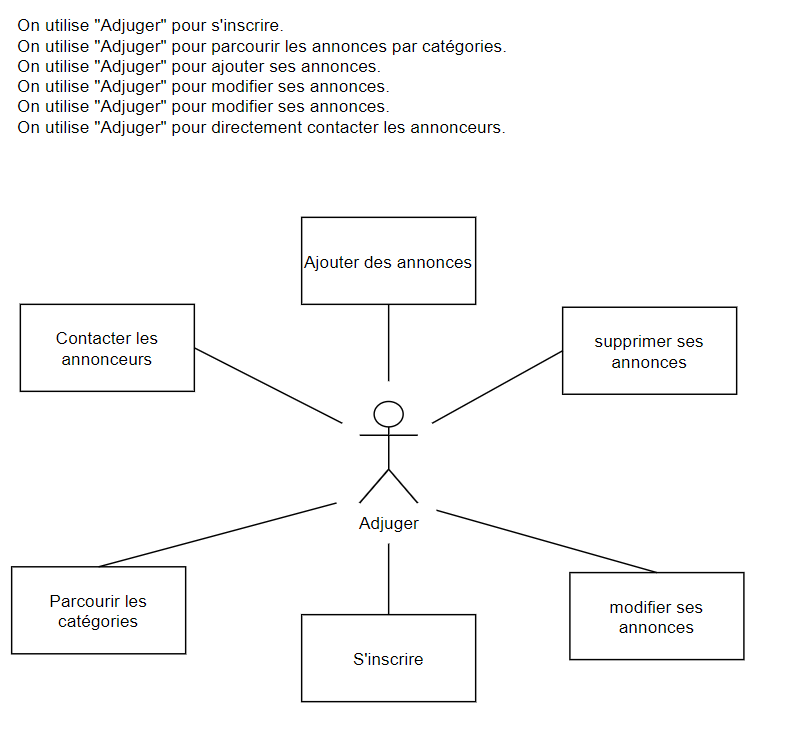 On utilise "Adjuger" pour s'inscrire.
On utilise "Adjuger" pour parcourir les annonces par catégories.
On utilise "Adjuger" pour ajouter ses annonces.
On utilise "Adjuger" pour modifier ses annonces.
On utilise "Adjuger" pour modifier ses annonces.
On utilise "Adjuger" pour directement contacter les annonceurs.
Ajouter des annonces
Contacter les
annonceurs
supprimer ses
annonces
Adjuger
Parcourir les
catégories
S'inscrire
modifier ses
annonces